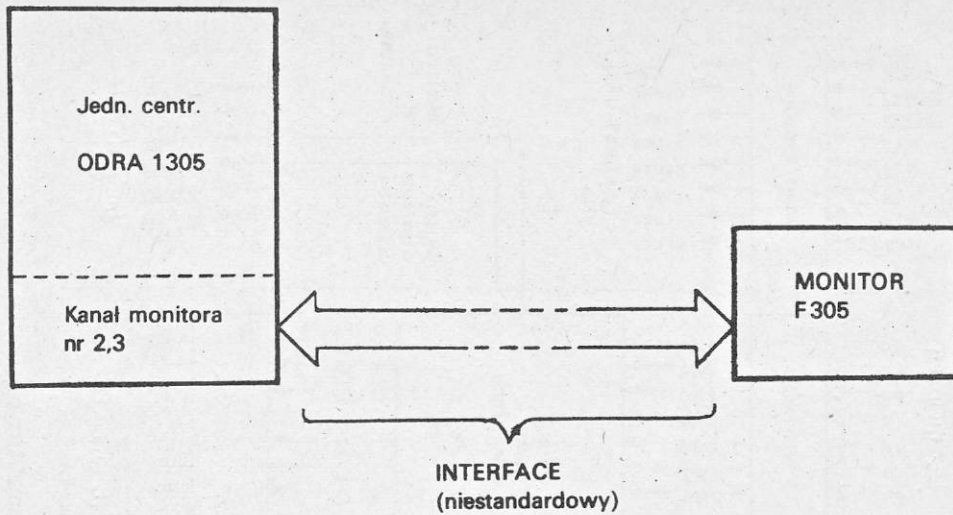 Jedn. centr.
ODRA 1305
Kanał monitora
nr 2,3
MONITOR
F305
INTERFACE
(niestandardowy)